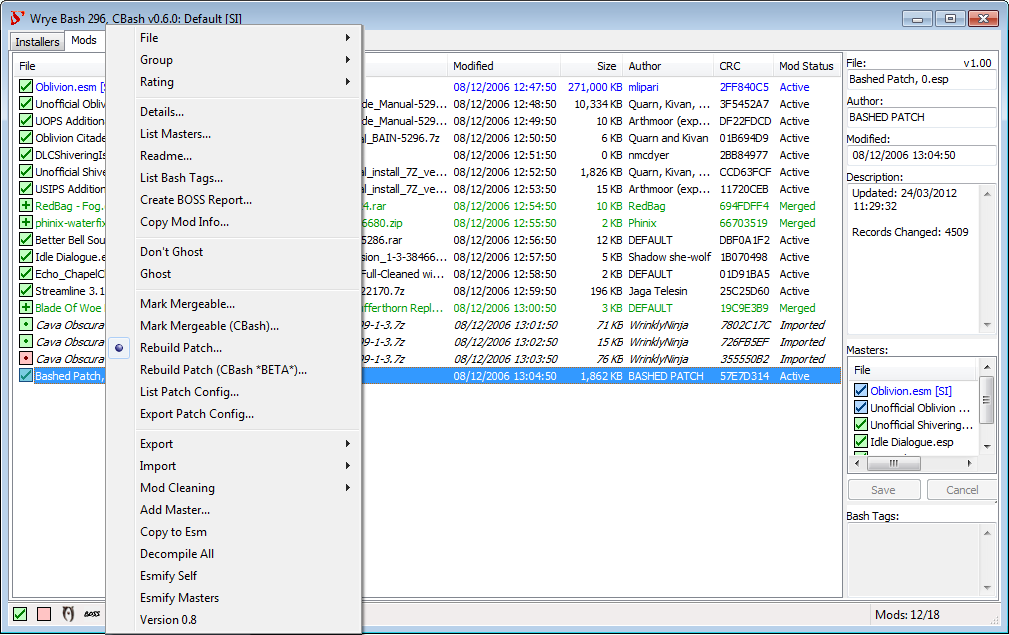 Wrye Bash 296, CBash v0.6.0: Default [SI]
Installers Mods
File Modified Size Author CRC Mod Status
Oblivion.esm [S 08/12/2006 12:47:50 271,000 KB mlipari 2FF840C5 Active
Unofficial Obliv de_Manual-529... 08/12/2006 12:48:50 10,334 KB Quarn, Kivan, ... 3F5452A7 Active
UOPS Addition de_Manual-529... 08/12/2006 12:49:50 10 KB Arthmoor (exp... DF22FDCD Active
Oblivion Citade al_BAIN-5296.7z 08/12/2006 12:50:50 6 KB Quarn and Kivan 01B694D9 Active
DLCShiveringIs 08/12/2006 12:51:50 0 KB nmcdyer 2BB84977 Active
Unofficial Shive al_install_7Z_ve... 08/12/2006 12:52:50 1,826 KB Quarn, Kivan, ... CCD63FCF Active
USIPS Addition al_install_7Z_ve... 08/12/2006 12:53:50 15 KB Arthmoor (exp... 11720CEB Active
RedBag - Fog. 4.rar 08/12/2006 12:54:50 10 KB RedBag 694FDFF4 Merged
phinix-waterfix 6680.zip 08/12/2006 12:55:50 2 KB Phinix 66703519 Merged
Better Bell Sou 5286.rar 08/12/2006 12:56:50 12 KB DEFAULT DBF0A1F2 Active
Idle Dialogue.e sion_1-3-38466... 08/12/2006 12:57:50 5 KB Shadow she-wolf 1B070498 Active
Echo_ChapelC Full-Cleaned wi... 08/12/2006 12:58:50 2 KB DEFAULT 01D91BA5 Active
Streamline 3.1 22170.7z 08/12/2006 12:59:50 196 KB Jaga Telesin 25C25D60 Active
Blade Of Woe ufferthorn Repl... 08/12/2006 13:00:50 3 KB DEFAULT 19C9E3B9 Merged
Cava Obscura 99-1-3.7z 08/12/2006 13:01:50 71 KB WrinklyNinja 7802C17C Imported
Cava Obscura 99-1-3.7z 08/12/2006 13:02:50 15 KB WrinklyNinja 726FB5EF Imported
Cava Obscura 99-1-3.7z 08/12/2006 13:03:50 76 KB WrinklyNinja 355550B2 Imported
Bashed Patch, 08/12/2006 13:04:50 1,862 KB BASHED PATCH 57E7D314 Active
File
Group
Rating
Details...
List Masters...
Readme...
List Bash Tags...
Create BOSS Report...
Copy Mod Info...
Don't Ghost
Ghost
Mark Mergeable...
Mark Mergeable (CBash)...
Rebuild Patch...
Rebuild Patch (CBash *BETA*)...
List Patch Config...
Export Patch Config...
Export
Import
Mod Cleaning
Add Master...
Copy to Esm
Decompile All
Esmify Self
Esmify Masters
Version 0.8
File: v1.00
Bashed Patch, 0.esp
Author:
BASHED PATCH
Modified:
08/12/2006 13:04:50
Description:
Updated: 24/03/2012
11:29:32
Records Changed: 4509
Masters:
File
Oblivion.esm [SI]
Unofficial Oblivion ...
Unofficial Shivering...
Idle Dialogue.esp
Save Cancel
Bash Tags:
BOSS
Mods: 12/18